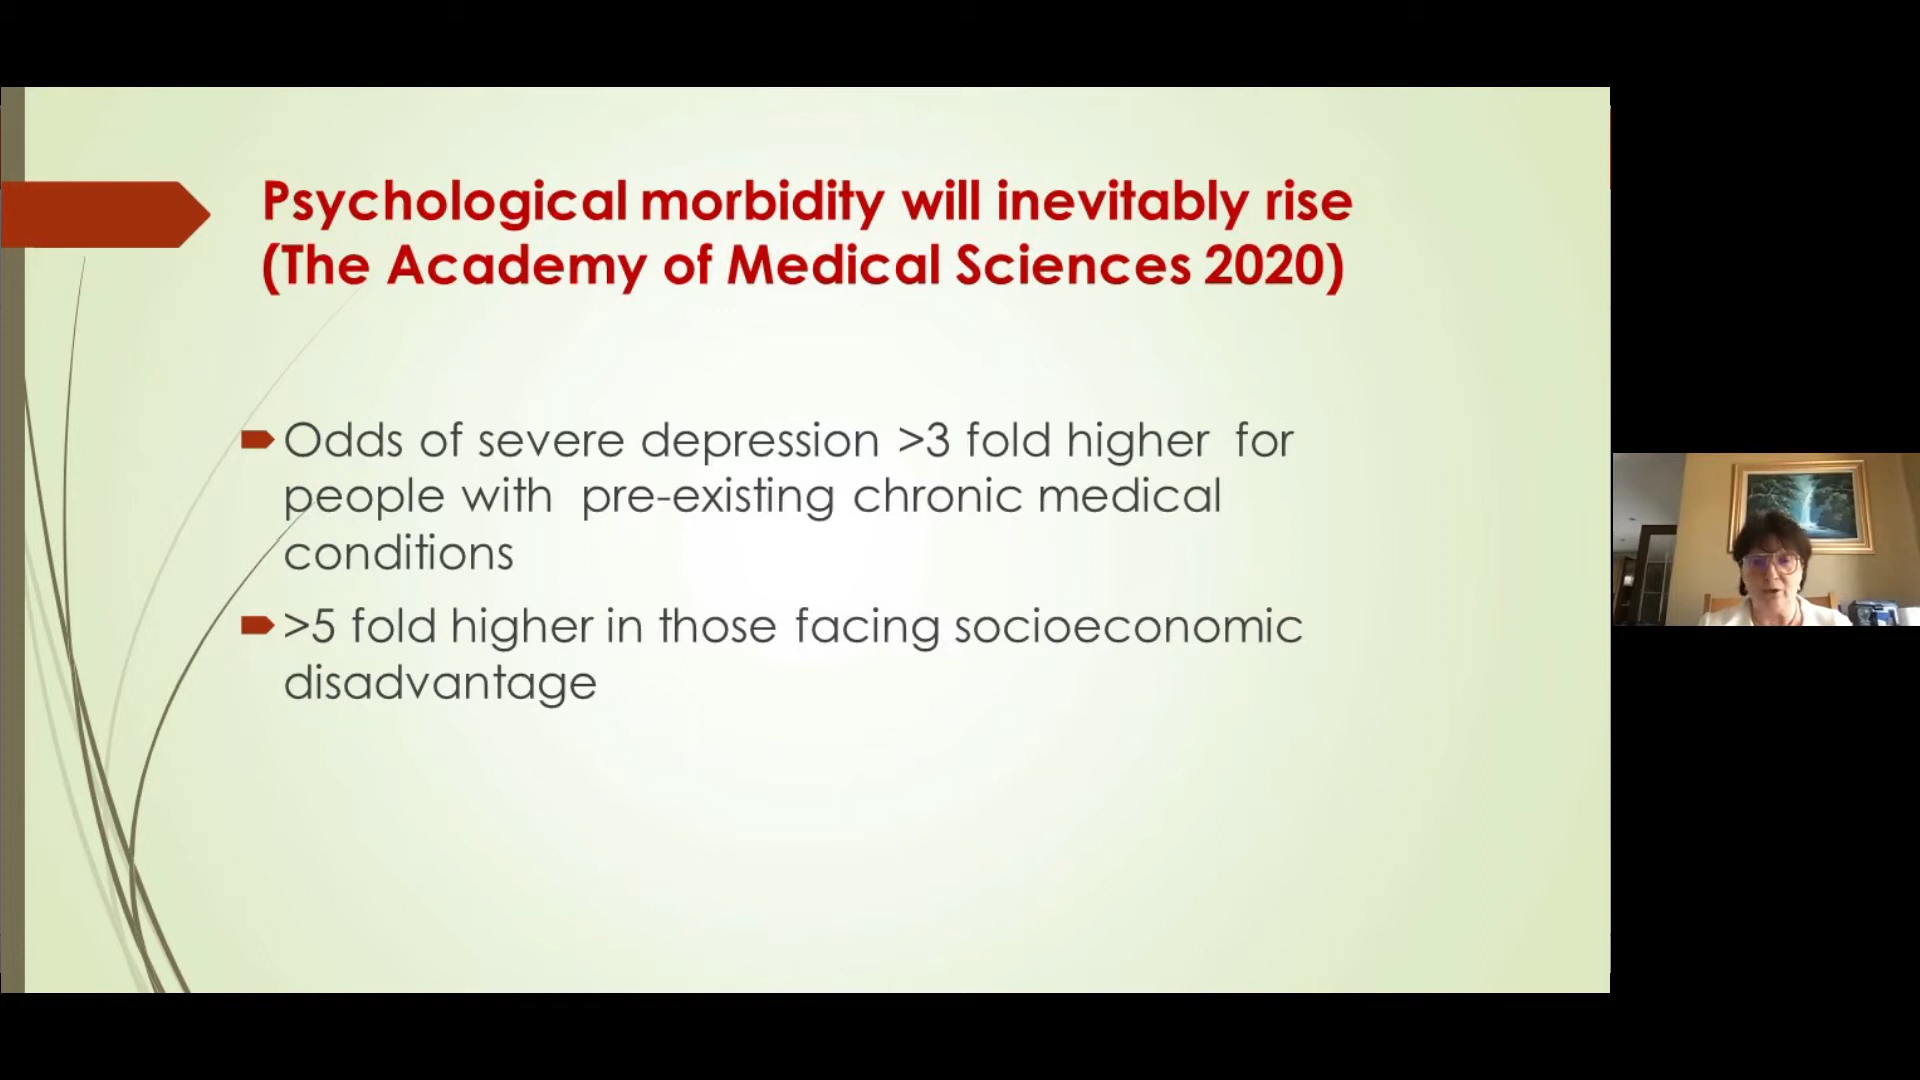 Psychological morbidity will inevitably rise
(The Academy of Medical Sciences 2020)
Odds of severe depression >3 fold higher for
people with pre-existing chronic medical
conditions
>5 fold higher in those facing socioeconomic
disadvantage